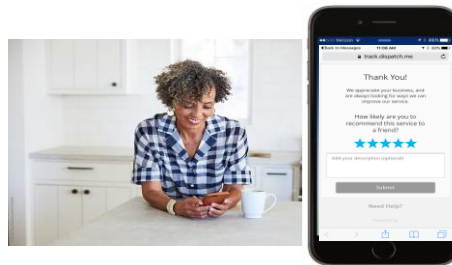 Verizon
Back to Messages 11:08 AM
track.dispatch.me
Thank You!
We appreciate your business, and
are always looking for ways we can
improve our service.
How likely are you to
recommend this service to
a friend?
Add your description (optional)
Submit
Need Help?